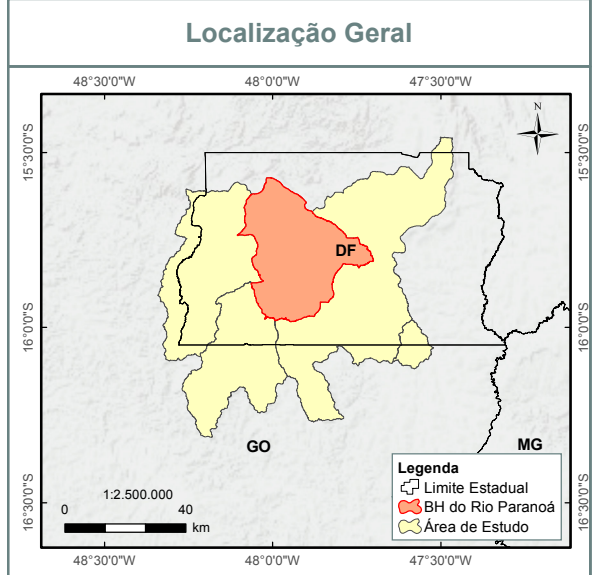 Localização Geral
48°30'0"W 48°0'0"W 47°30'0"W
15°30'0"S 15°30'0"S
N
DF
16°0'0"S 16°0'0"S
GO
MG
Legenda
Limite Estadual
BH do Rio Paranoá
Área de Estudo
1:2.500.000
0 40
km
16°30'0"S 16°30'0"S
48°30'0"W 48°0'0"W 47°30'0"W